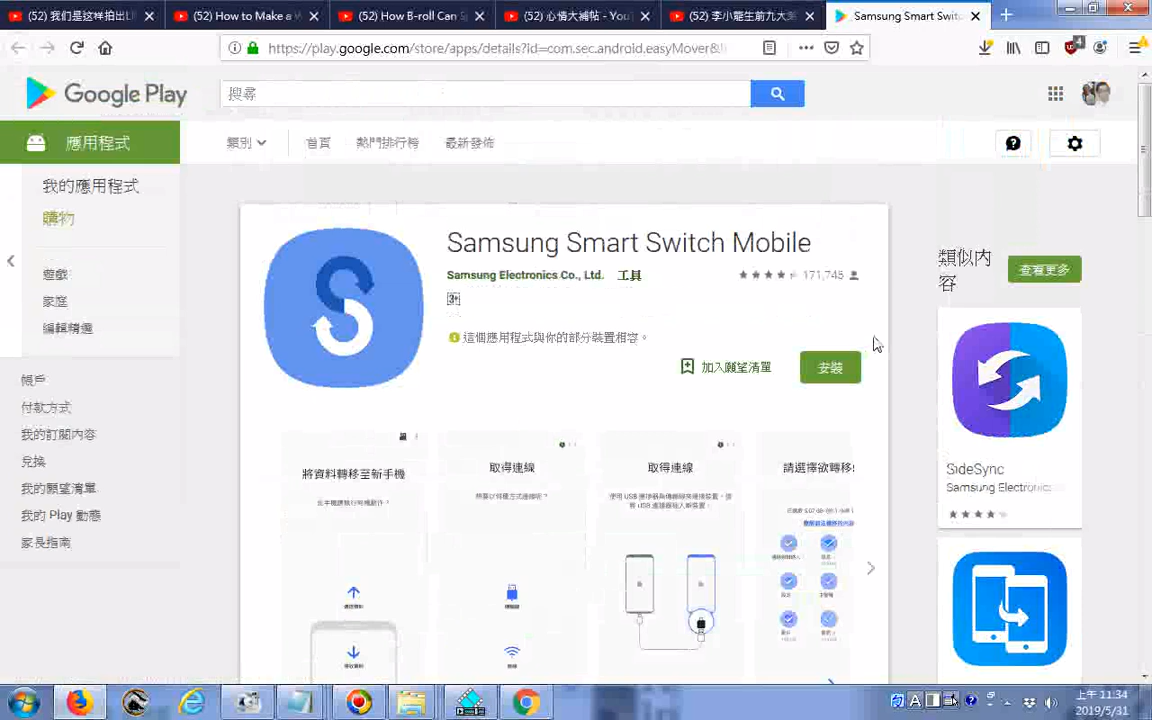 (52) 我们是这样拍出L
(52) How to Make a V
(52) How B-roll Can S
(52) 心情大補帖 - YouT
(52) 李小龍生前九大
Samsung Smart Switc
https://play.google.com/store/apps/details?id=com.sec.android.easyMover&
Google Play
搜尋
應用程式
類別
首頁
熱門排行榜
最新發佈
我的應用程式
購物
遊戲
家庭
編輯精選
帳戶
付款方式
我的訂閱內容
兌換
我的願望清單
我的 Play 動態
家長指南
Samsung Smart Switch Mobile
Samsung Electronics Co., Ltd. 工具
171,745
3+
這個應用程式與你的部分裝置相容。
加入願望清單
安裝
將資料轉移至新手機
取得連線
取得連線
請選擇欲轉移
類似內
容
查看更多
SideSync
Samsung Electronics
上午 11:34
2019/5/31